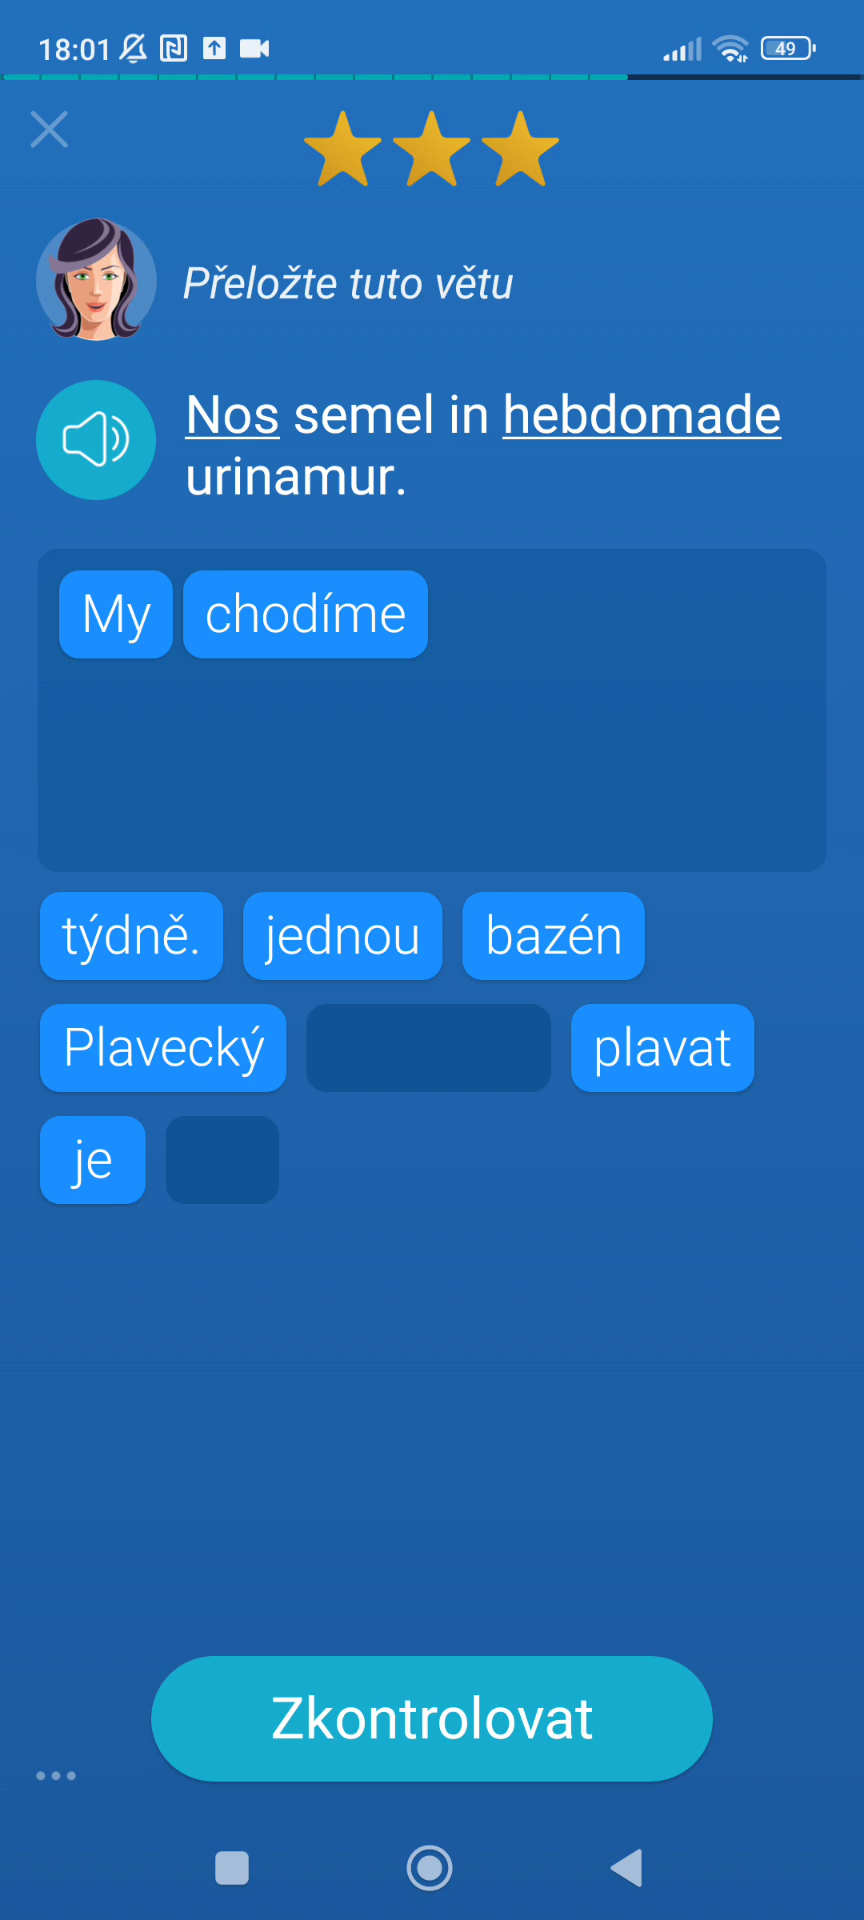 18:01
49
Přeložte tuto větu
Nos semel in hebdomade
urinamur.
My chodíme
týdně. jednou bazén
Plavecký plavat
je
Zkontrolovat